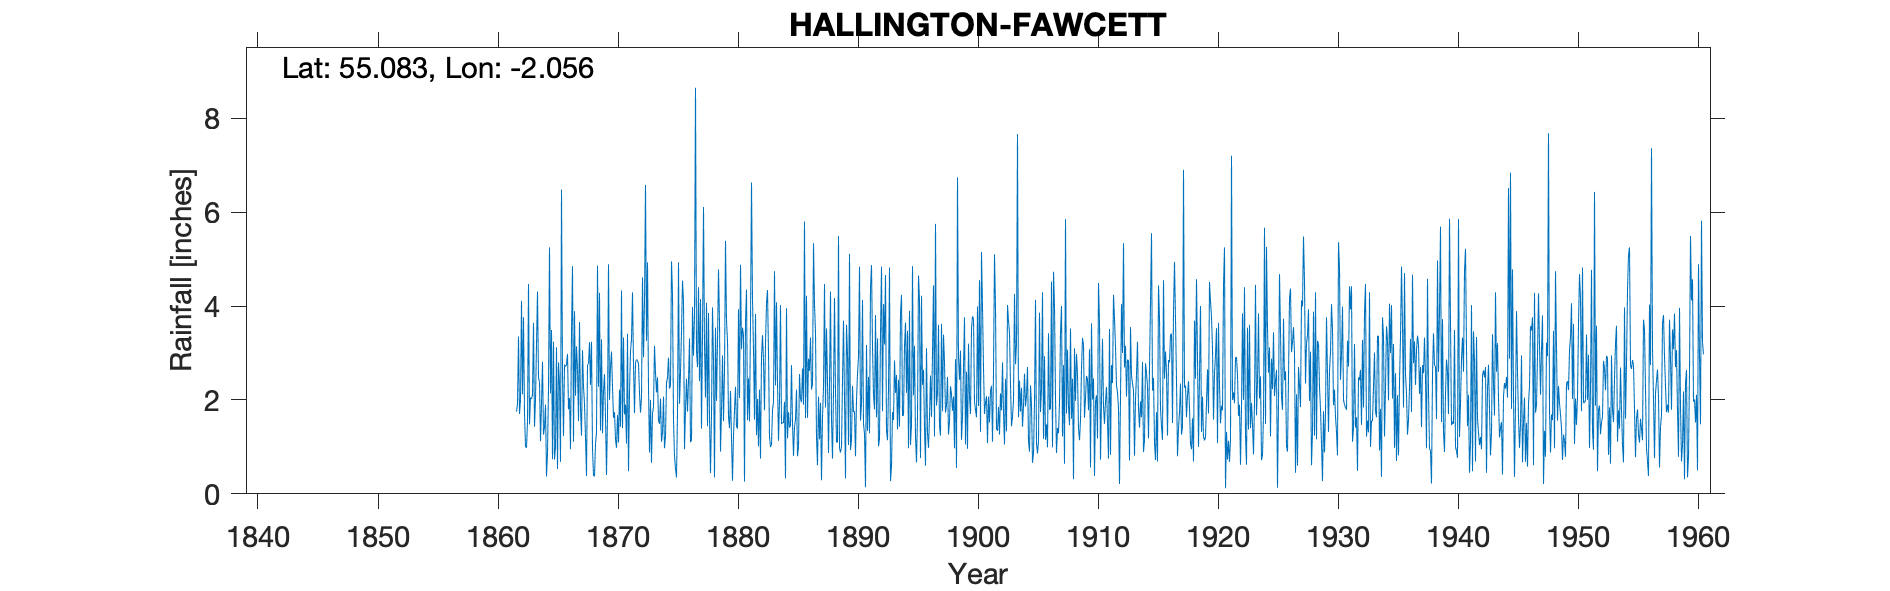 HALLINGTON-FAWCETT
Lat: 55.083, Lon: -2.056
Rainfall [inches]
8
6
4
2
0
1840 1850 1860 1870 1880 1890 1900 1910 1920 1930 1940 1950 1960
Year